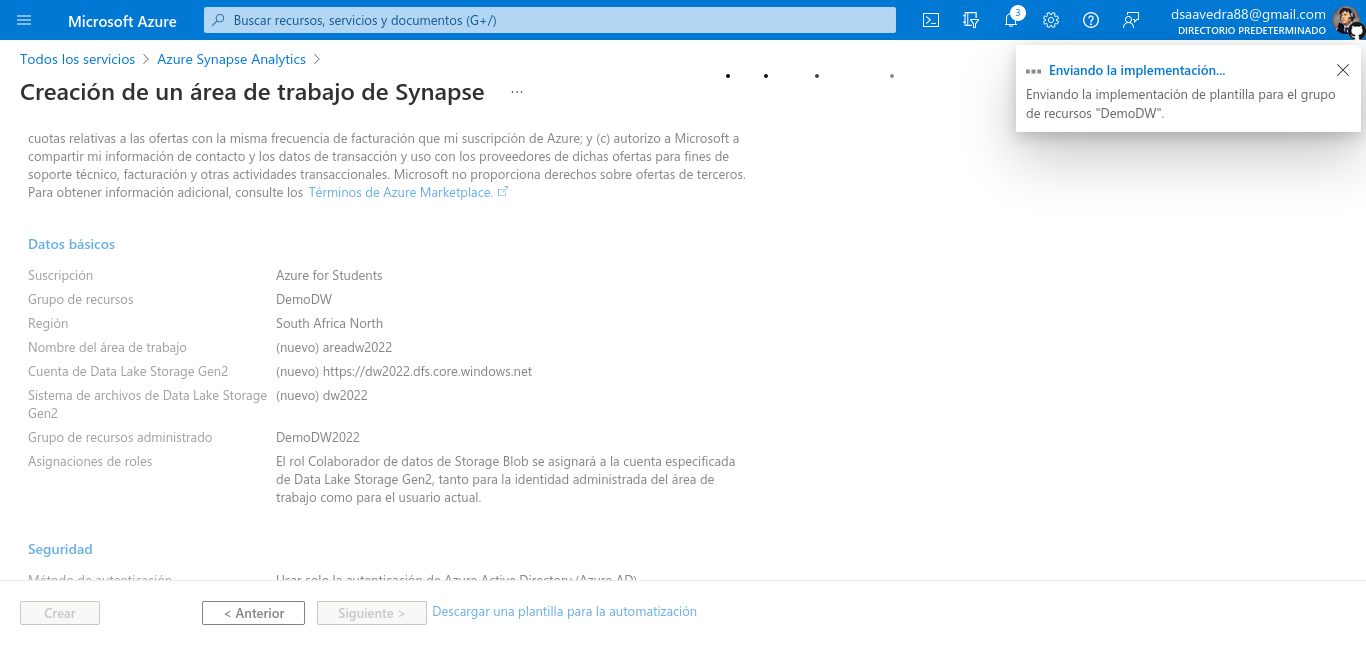 Microsoft Azure
Buscar recursos, servicios y documentos (G+/)
3
dsaavedra88@gmail.com
DIRECTORIO PREDETERMINADO
Todos los servicios > Azure Synapse Analytics >
Creación de un área de trabajo de Synapse ...
Enviando la implementación...
Enviando la implementación de plantilla para el grupo
de recursos "DemoDW".
cuotas relativas a las ofertas con la misma frecuencia de facturación que mi suscripción de Azure; y (c) autorizo a Microsoft a
compartir mi información de contacto y los datos de transacción y uso con los proveedores de dichas ofertas para fines de
soporte técnico, facturación y otras actividades transaccionales. Microsoft no proporciona derechos sobre ofertas de terceros.
Para obtener información adicional, consulte los Términos de Azure Marketplace.
Datos básicos
Suscripción Azure for Students
Grupo de recursos DemoDW
Región South Africa North
Nombre del área de trabajo (nuevo) areadw2022
Cuenta de Data Lake Storage Gen2 (nuevo) https://dw2022.dfs.core.windows.net
Sistema de archivos de Data Lake Storage (nuevo) dw2022
Gen2
Grupo de recursos administrado DemoDW2022
Asignaciones de roles El rol Colaborador de datos de Storage Blob se asignará a la cuenta especificada
de Data Lake Storage Gen2, tanto para la identidad administrada del área de
trabajo como para el usuario actual.
Seguridad
Método de autenticación Usar solo la autenticación de Azure Active Directory (Azure AD)
Crear < Anterior Siguiente > Descargar una plantilla para la automatización